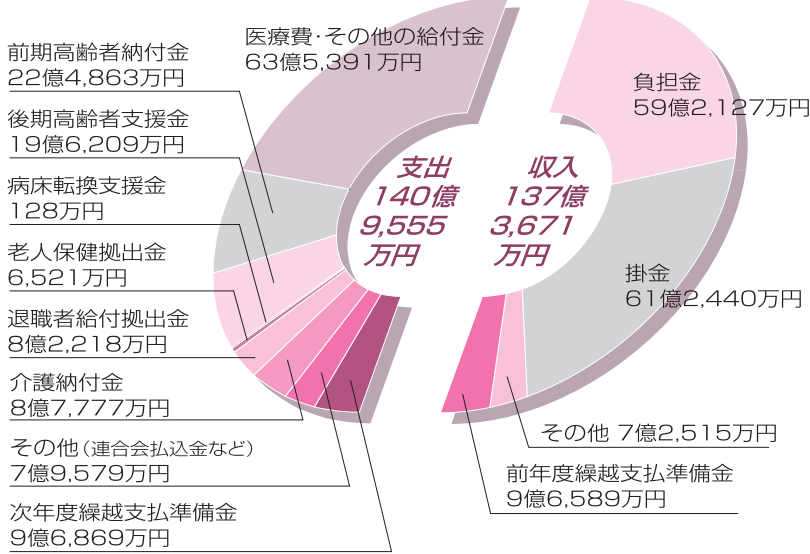 医療費・その他の給付金
63億5,391万円
前期高齢者納付金
22億4,863万円
後期高齢者支援金
19億6,209万円
病床転換支援金
128万円
老人保健拠出金
6,521万円
退職者給付拠出金
8億2,218万円
介護納付金
8億7,777万円
その他(連合会払込金など)
7億9,579万円
次年度繰越支払準備金
9億6,869万円
支出
140億
9,555
万円
収入
137億
3,671
万円
負担金
59億2,127万円
掛金
61億2,440万円
その他 7億2,515万円
前年度繰越支払準備金
9億6,589万円